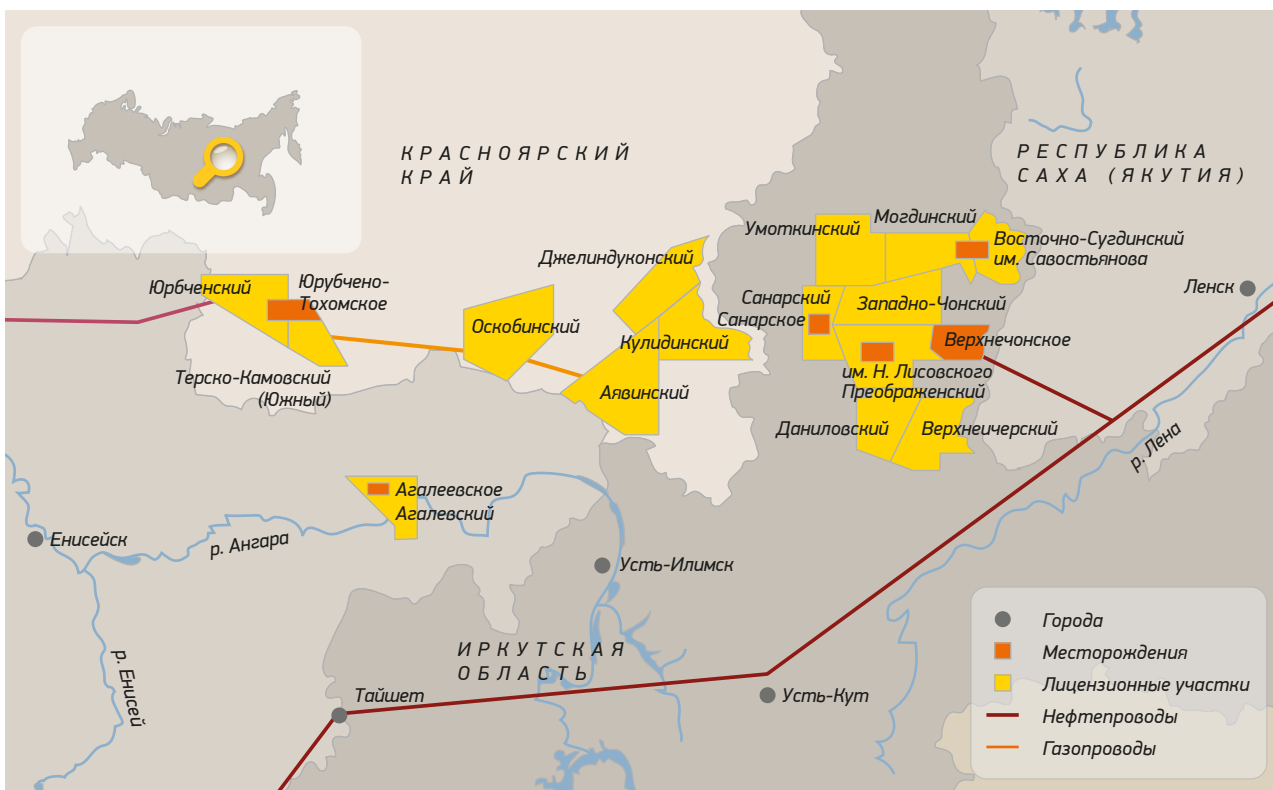 КРАСНОЯРСКИЙ
КРАЙ
РЕСПУБЛИКА
САХА (ЯКУТИЯ)
Умоткинский
Могдинский
Восточно-Сугдинский
им. Савостьянова
Джелиндуконский
Ленск
Юрбченский
Юрубчено-
Тохомское
Санарский
Санарское
Западно-Чонский
Оскобинский
Кулидинский
Верхнечонское
Терско-Камовский
(Южный)
Аявинский
им. Н. Лисовского
Преображенский
Даниловский
Верхнеичерский
р. Лена
Агалеевское
Агалевский
Енисейск
р. Ангара
Усть-Илимск
ИРКУТСКАЯ
ОБЛАСТЬ
р. Енисей
Тайшет
Усть-Кут
Города
Месторождения
Лицензионные участки
Нефтепроводы
Газопроводы